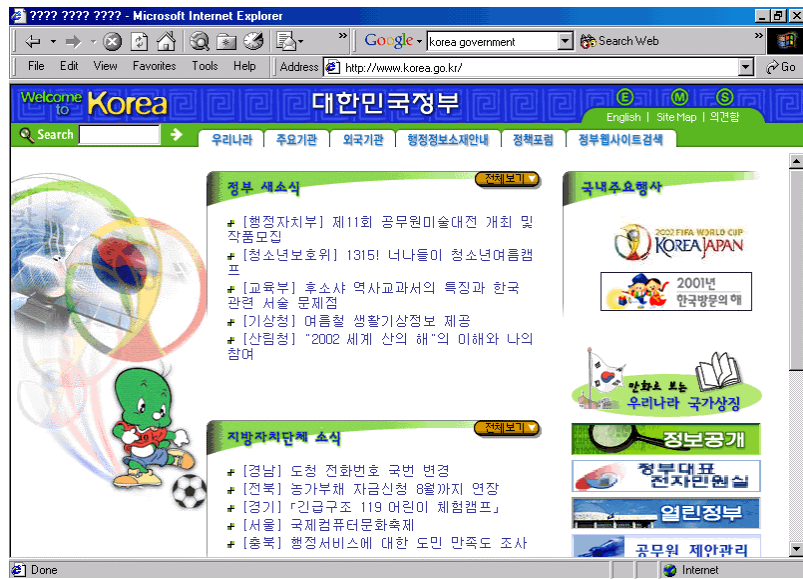 ???? ???? ???? - Microsoft Internet Explorer
Google korea government Search Web
File Edit View Favorites Tools Help Address http://www.korea.go.kr/ Go
Welcome to Korea 대한민국정부
E M S
English | Site Map | 의견함
Search
우리나라 주요기관 외국기관 행정정보소재안내 정책포럼 정부웹사이트검색
정부 새소식 전체보기
[행정자치부] 제11회 공무원미술대전 개최 및
작품모집
[청소년보호위] 1315! 너나들이 청소년여름캠
프
[교육부] 후소샤 역사교과서의 특징과 한국
관련 서술 문제점
[기상청] 여름철 생활기상정보 제공
[산림청] "2002 세계 산의 해"의 이해와 나의
참여
지방자치단체 소식 전체보기
[경남] 도청 전화번호 국번 변경
[전북] 농가부채 자금신청 8월까지 연장
[경기] 「긴급구조 119 어린이 체험캠프」
[서울] 국제컴퓨터문화축제
[충북] 행정서비스에 대한 도민 만족도 조사
국내주요행사
2002 FIFA WORLD CUP
KOREA JAPAN
2001년
한국방문의해
만화로 보는
우리나라 국가상징
정보공개
정부대표
전자민원실
열린정부
공무원 제안관리
Done Internet